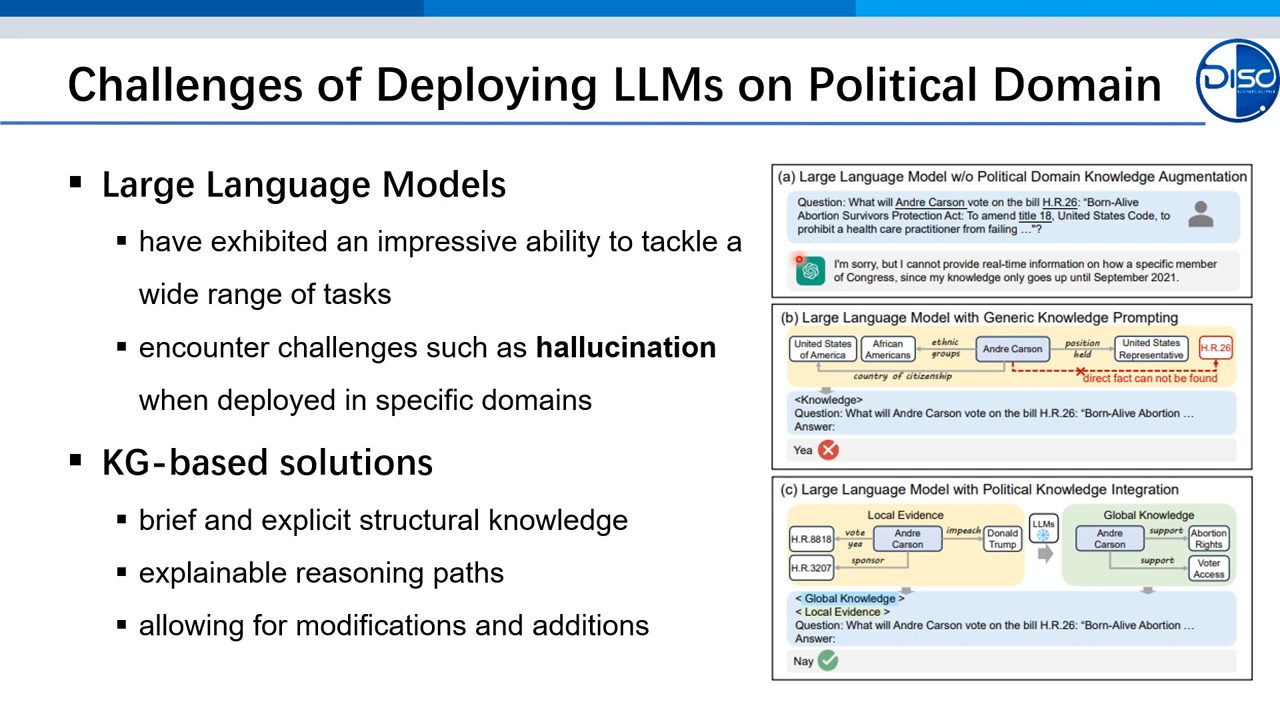 Challenges of Deploying LLMs on Political Domain
DISC
▪ Large Language Models
▪ have exhibited an impressive ability to tackle a
wide range of tasks
▪ encounter challenges such as hallucination
when deployed in specific domains
▪ KG-based solutions
▪ brief and explicit structural knowledge
▪ explainable reasoning paths
▪ allowing for modifications and additions
(a) Large Language Model w/o Political Domain Knowledge Augmentation
Question: What will Andre Carson vote on the bill H.R.26: "Born-Alive
Abortion Survivors Protection Act: To amend title 18, United States Code, to
prohibit a health care practitioner from failing ..."?
I'm sorry, but I cannot provide real-time information on how a specific member
of Congress, since my knowledge only goes up until September 2021.
(b) Large Language Model with Generic Knowledge Prompting
United States
of America
African
Americans
ethnic
groups
Andre Carson
position
held
United States
Representative
H.R.26
country of citizenship
direct fact can not be found
<Knowledge>
Question: What will Andre Carson vote on the bill H.R.26: "Born-Alive Abortion ...
Answer:
Yea
(c) Large Language Model with Political Knowledge Integration
Local Evidence
H.R.8818
vote
yea
Andre
Carson
impeach
Donald
Trump
H.R.3207
sponsor
LLMs
Global Knowledge
Andre
Carson
support
Abortion
Rights
support
Voter
Access
< Global Knowledge >
< Local Evidence >
Question: What will Andre Carson vote on the bill H.R.26: "Born-Alive Abortion ...
Answer:
Nay